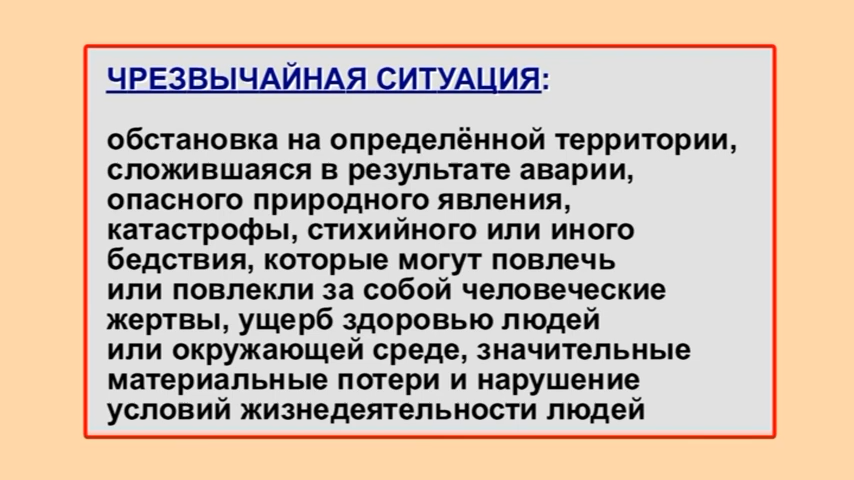 ЧРЕЗВЫЧАЙНАЯ СИТУАЦИЯ:
обстановка на определённой территории,
сложившаяся в результате аварии,
опасного природного явления,
катастрофы, стихийного или иного
бедствия, которые могут повлечь
или повлекли за собой человеческие
жертвы, ущерб здоровью людей
или окружающей среде, значительные
материальные потери и нарушение
условий жизнедеятельности людей